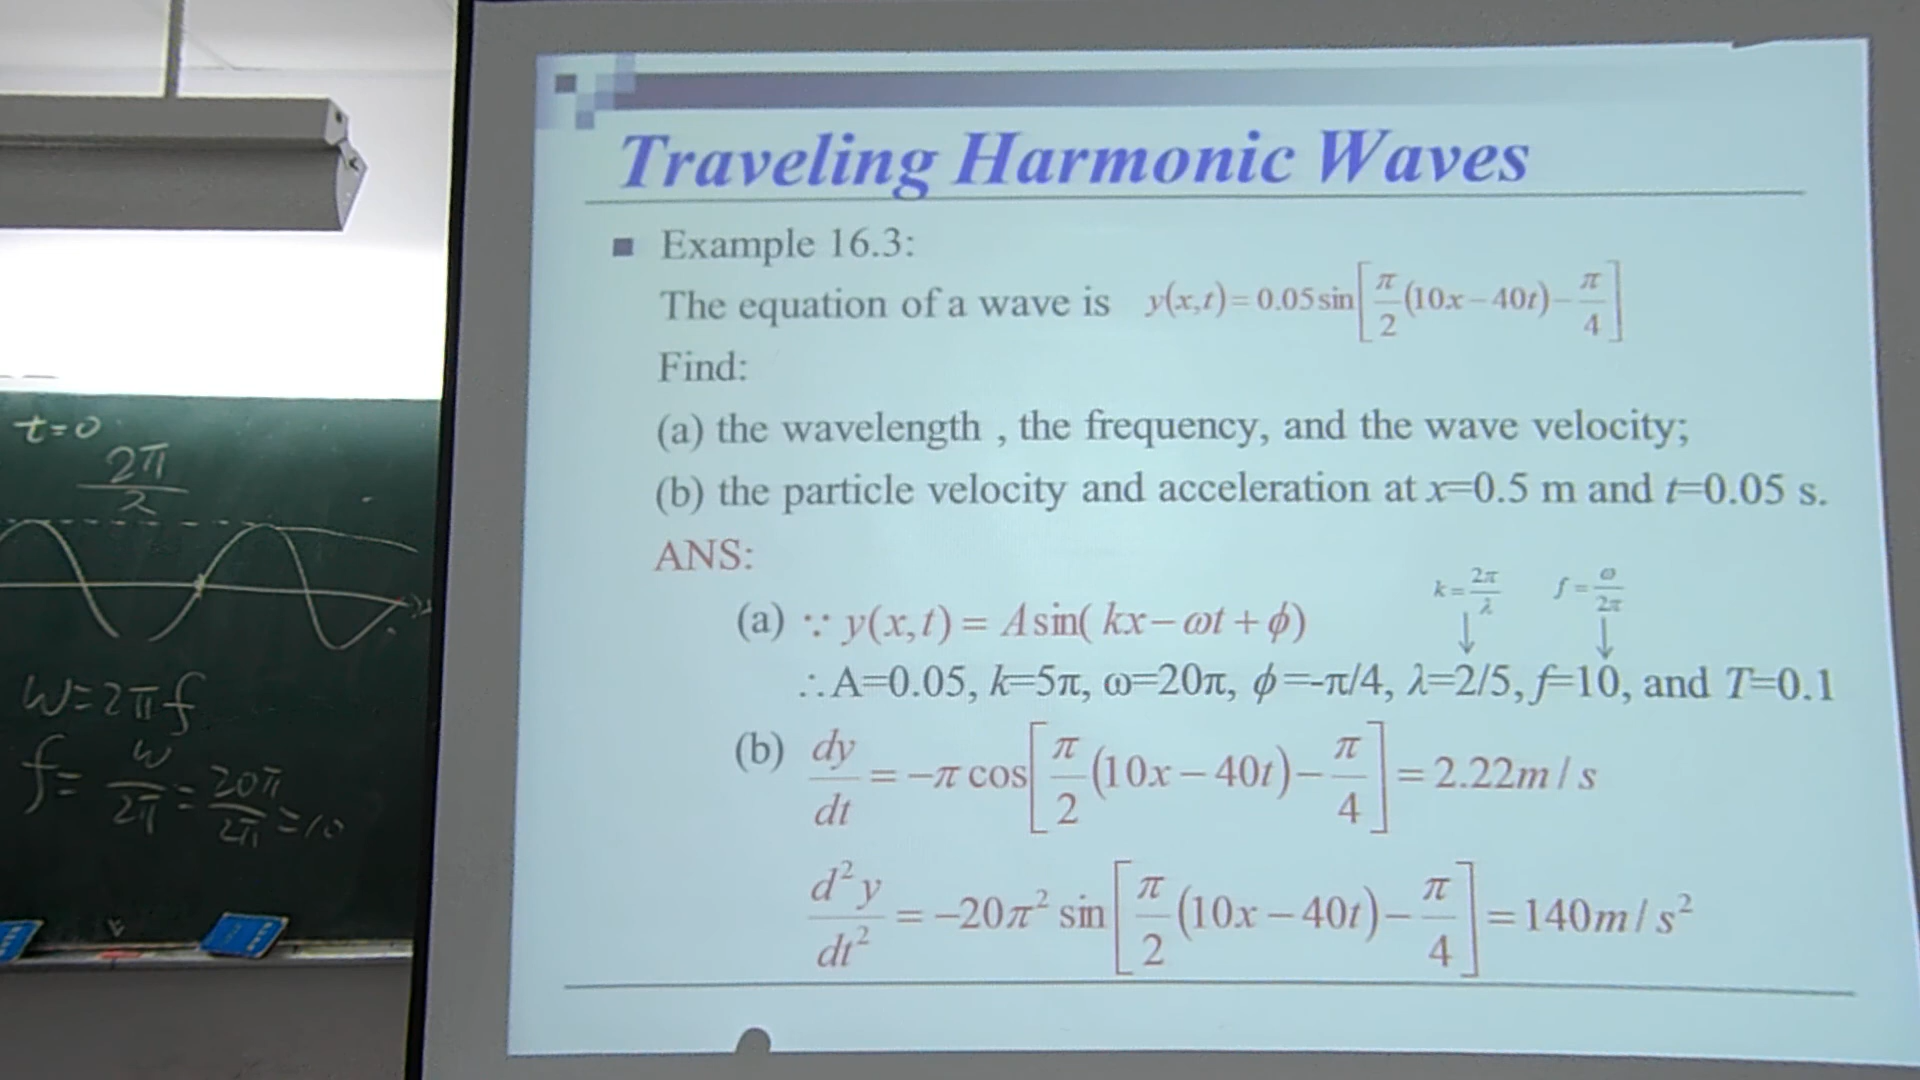 t=0
2π
λ
W=2πf
f= w/2π = 20π/2π =10
Traveling Harmonic Waves
Example 16.3:
The equation of a wave is y(x,t)=0.05sin[π/2(10x−40t)−π/4]
Find:
(a) the wavelength , the frequency, and the wave velocity;
(b) the particle velocity and acceleration at x=0.5 m and t=0.05 s.
ANS:
k=2π/λ f=ω/2π
(a) ∵ y(x,t)= Asin( kx−ωt+ϕ)
∴A=0.05, k=5π, ω=20π, ϕ=-π/4, λ=2/5, f=10, and T=0.1
(b) dy/dt=−π cos[π/2(10x−40t)−π/4]=2.22m/s
d²y/dt²=−20π² sin[π/2(10x−40t)−π/4]=140m/s²